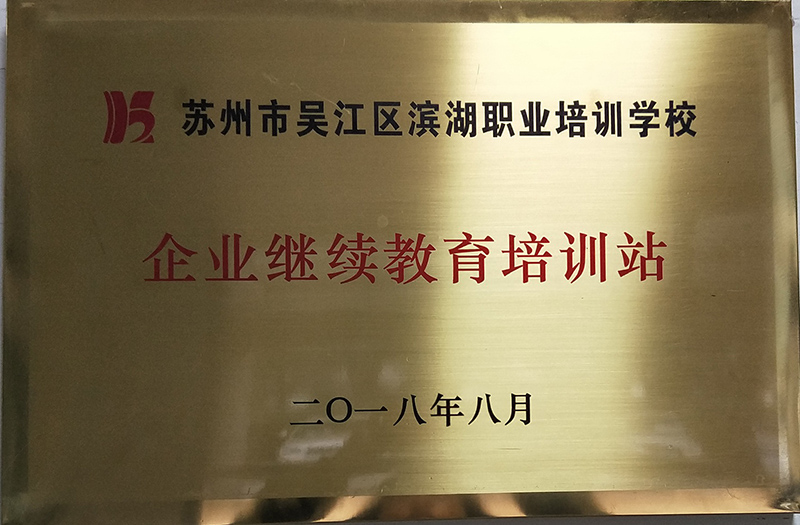 苏州市吴江区滨湖职业培训学校
企业继续教育培训站
二〇一八年八月